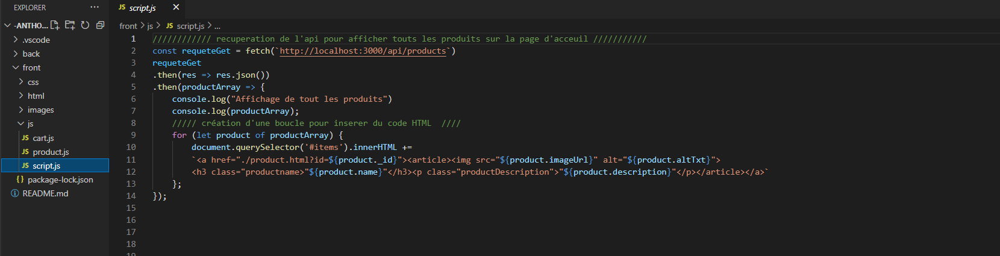 EXPLORER ···
-ANTHO...
.vscode
back
front
css
html
images
js
JS cart.js
JS product.js
JS script.js
{} package-lock.json
README.md
JS script.js ×
front > js > JS script.js > ...
1 //////////// recuperation de l'api pour afficher touts les produits sur la page d'acceuil ///////////
2 const requeteGet = fetch(`http://localhost:3000/api/products`)
3 requeteGet
4 .then(res => res.json())
5 .then(productArray => {
6 console.log("Affichage de tout les produits")
7 console.log(productArray);
8 ///// création d'une boucle pour inserer du code HTML  ////
9 for (let product of productArray) {
10 document.querySelector('#items').innerHTML +=
11 `<a href="./product.html?id=${product._id}"><article><img src="${product.imageUrl}" alt="${product.altTxt}">
12 <h3 class="productname>"${product.name}"</h3><p class="productDescription">"${product.description}"</p></article></a>`
13 };
14 });
15
16
17
18
19